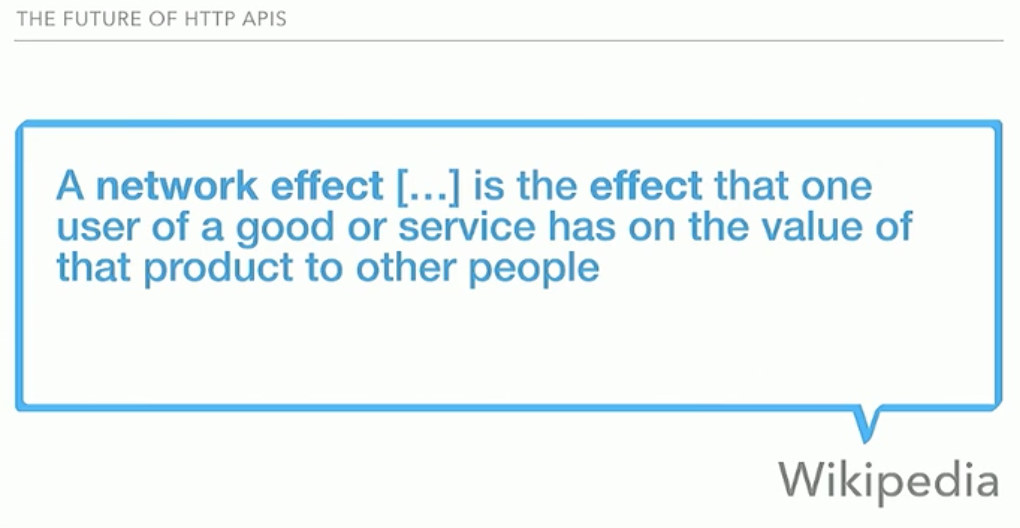 THE FUTURE OF HTTP APIS
A network effect [...] is the effect that one
user of a good or service has on the value of
that product to other people
Wikipedia